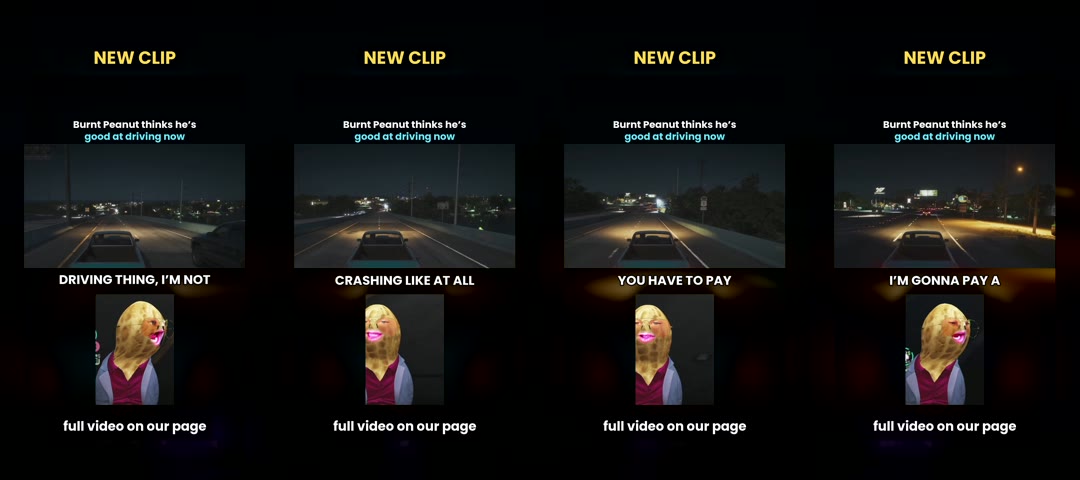 NEW CLIP
Burnt Peanut thinks he's
good at driving now
DRIVING THING, I'M NOT
full video on our page
NEW CLIP
Burnt Peanut thinks he's
good at driving now
CRASHING LIKE AT ALL
full video on our page
NEW CLIP
Burnt Peanut thinks he's
good at driving now
YOU HAVE TO PAY
full video on our page
NEW CLIP
Burnt Peanut thinks he's
good at driving now
I'M GONNA PAY A
full video on our page